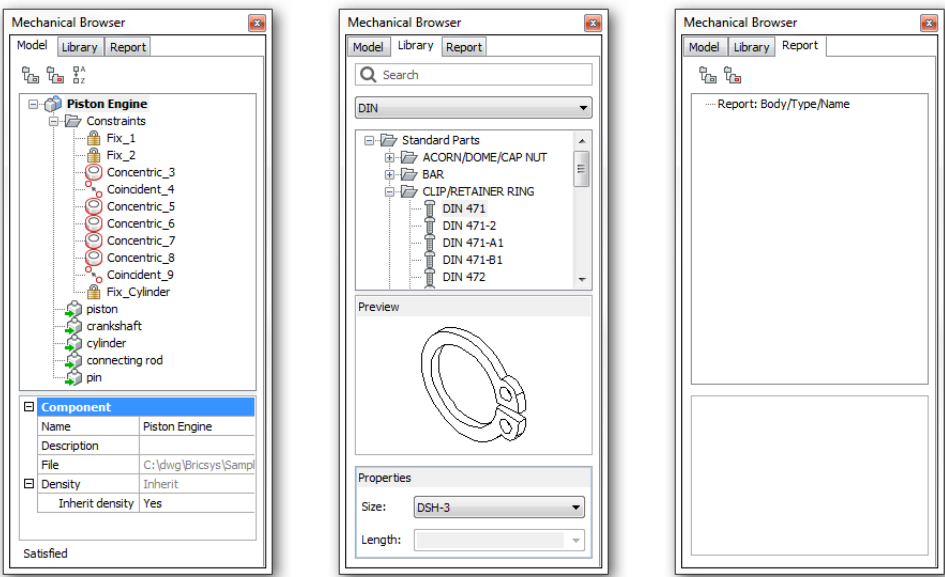 Mechanical Browser
Model Library Report
Piston Engine
Constraints
Fix_1
Fix_2
Concentric_3
Coincident_4
Concentric_5
Concentric_6
Concentric_7
Concentric_8
Coincident_9
Fix_Cylinder
piston
crankshaft
cylinder
connecting rod
pin
Component
Name Piston Engine
Description
File C:\dwg\Bricsys\Sampl
Density Inherit
Inherit density Yes
Satisfied
Mechanical Browser
Model Library Report
Search
DIN
Standard Parts
ACORN/DOME/CAP NUT
BAR
CLIP/RETAINER RING
DIN 471
DIN 471-2
DIN 471-A1
DIN 471-B1
DIN 472
Preview
Properties
Size: DSH-3
Length:
Mechanical Browser
Model Library Report
Report: Body/Type/Name